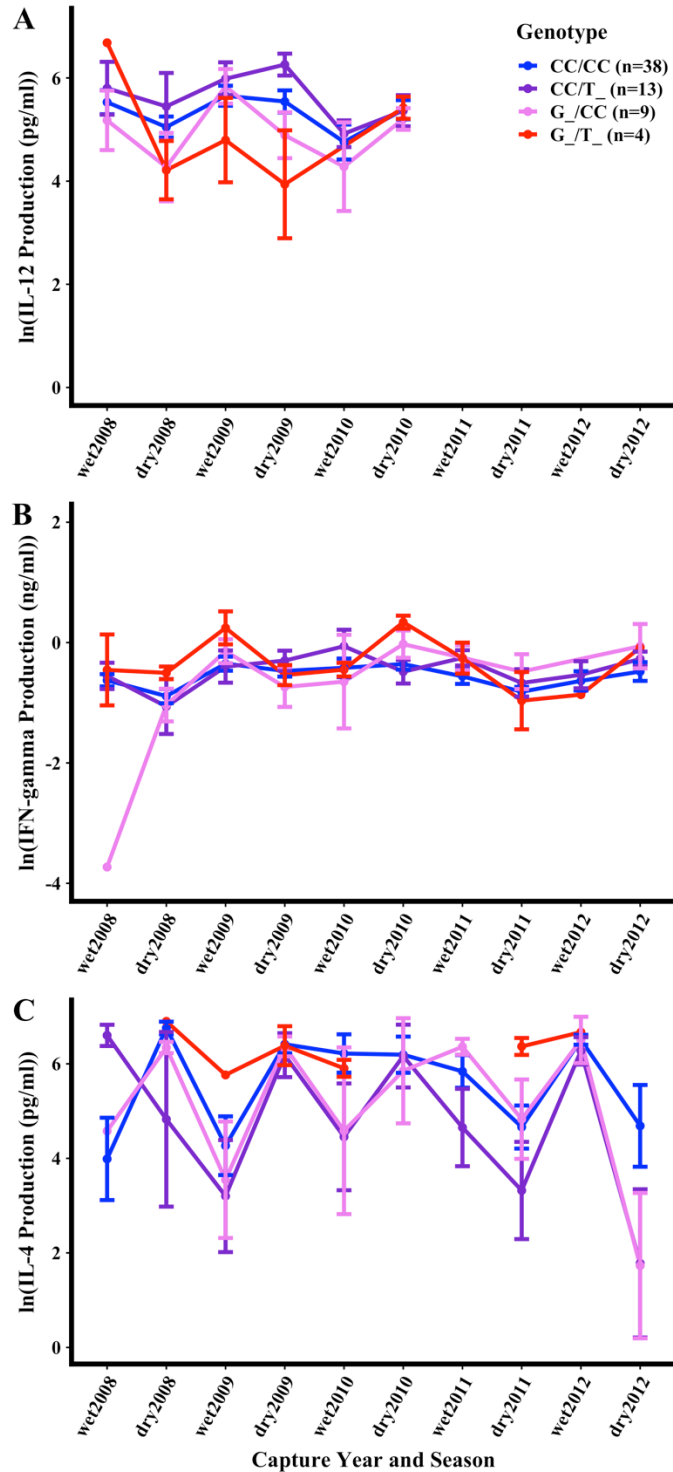 A
Genotype
CC/CC (n=38)
CC/T_ (n=13)
G_/CC (n=9)
G_/T_ (n=4)
ln(IL-12 Production (pg/ml))
6
4
2
0
wet2008
dry2008
wet2009
dry2009
wet2010
dry2010
wet2011
dry2011
wet2012
dry2012
B
ln(IFN-gamma Production (ng/ml))
2
0
-2
-4
wet2008
dry2008
wet2009
dry2009
wet2010
dry2010
wet2011
dry2011
wet2012
dry2012
C
ln(IL-4 Production (pg/ml))
6
4
2
0
wet2008
dry2008
wet2009
dry2009
wet2010
dry2010
wet2011
dry2011
wet2012
dry2012
Capture Year and Season